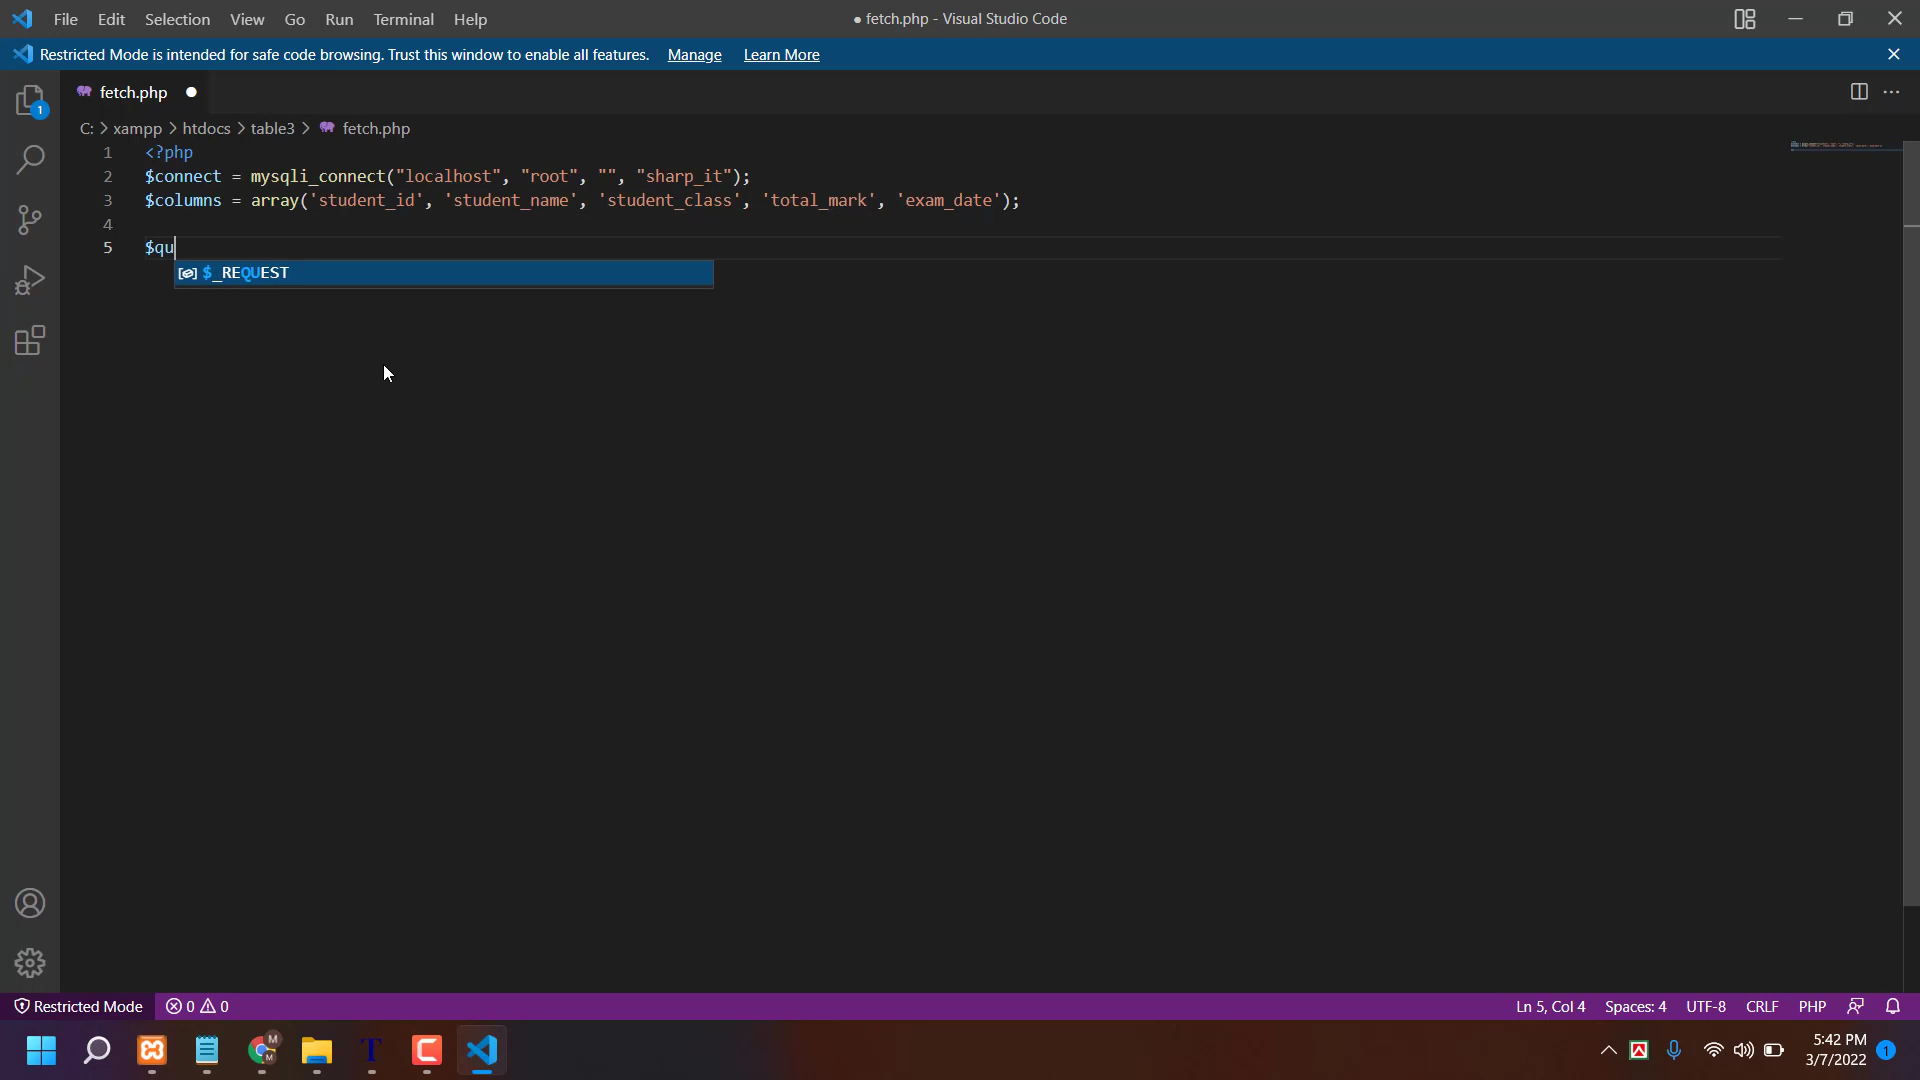 File Edit Selection View Go Run Terminal Help
● fetch.php - Visual Studio Code
Restricted Mode is intended for safe code browsing. Trust this window to enable all features. Manage Learn More
1
fetch.php
C: > xampp > htdocs > table3 > fetch.php
1 <?php
2 $connect = mysqli_connect("localhost", "root", "", "sharp_it");
3 $columns = array('student_id', 'student_name', 'student_class', 'total_mark', 'exam_date');
4
5 $qu
$_REQUEST
Restricted Mode 0 0
Ln 5, Col 4 Spaces: 4 UTF-8 CRLF PHP
M
M
T
C
5:42 PM
3/7/2022
1